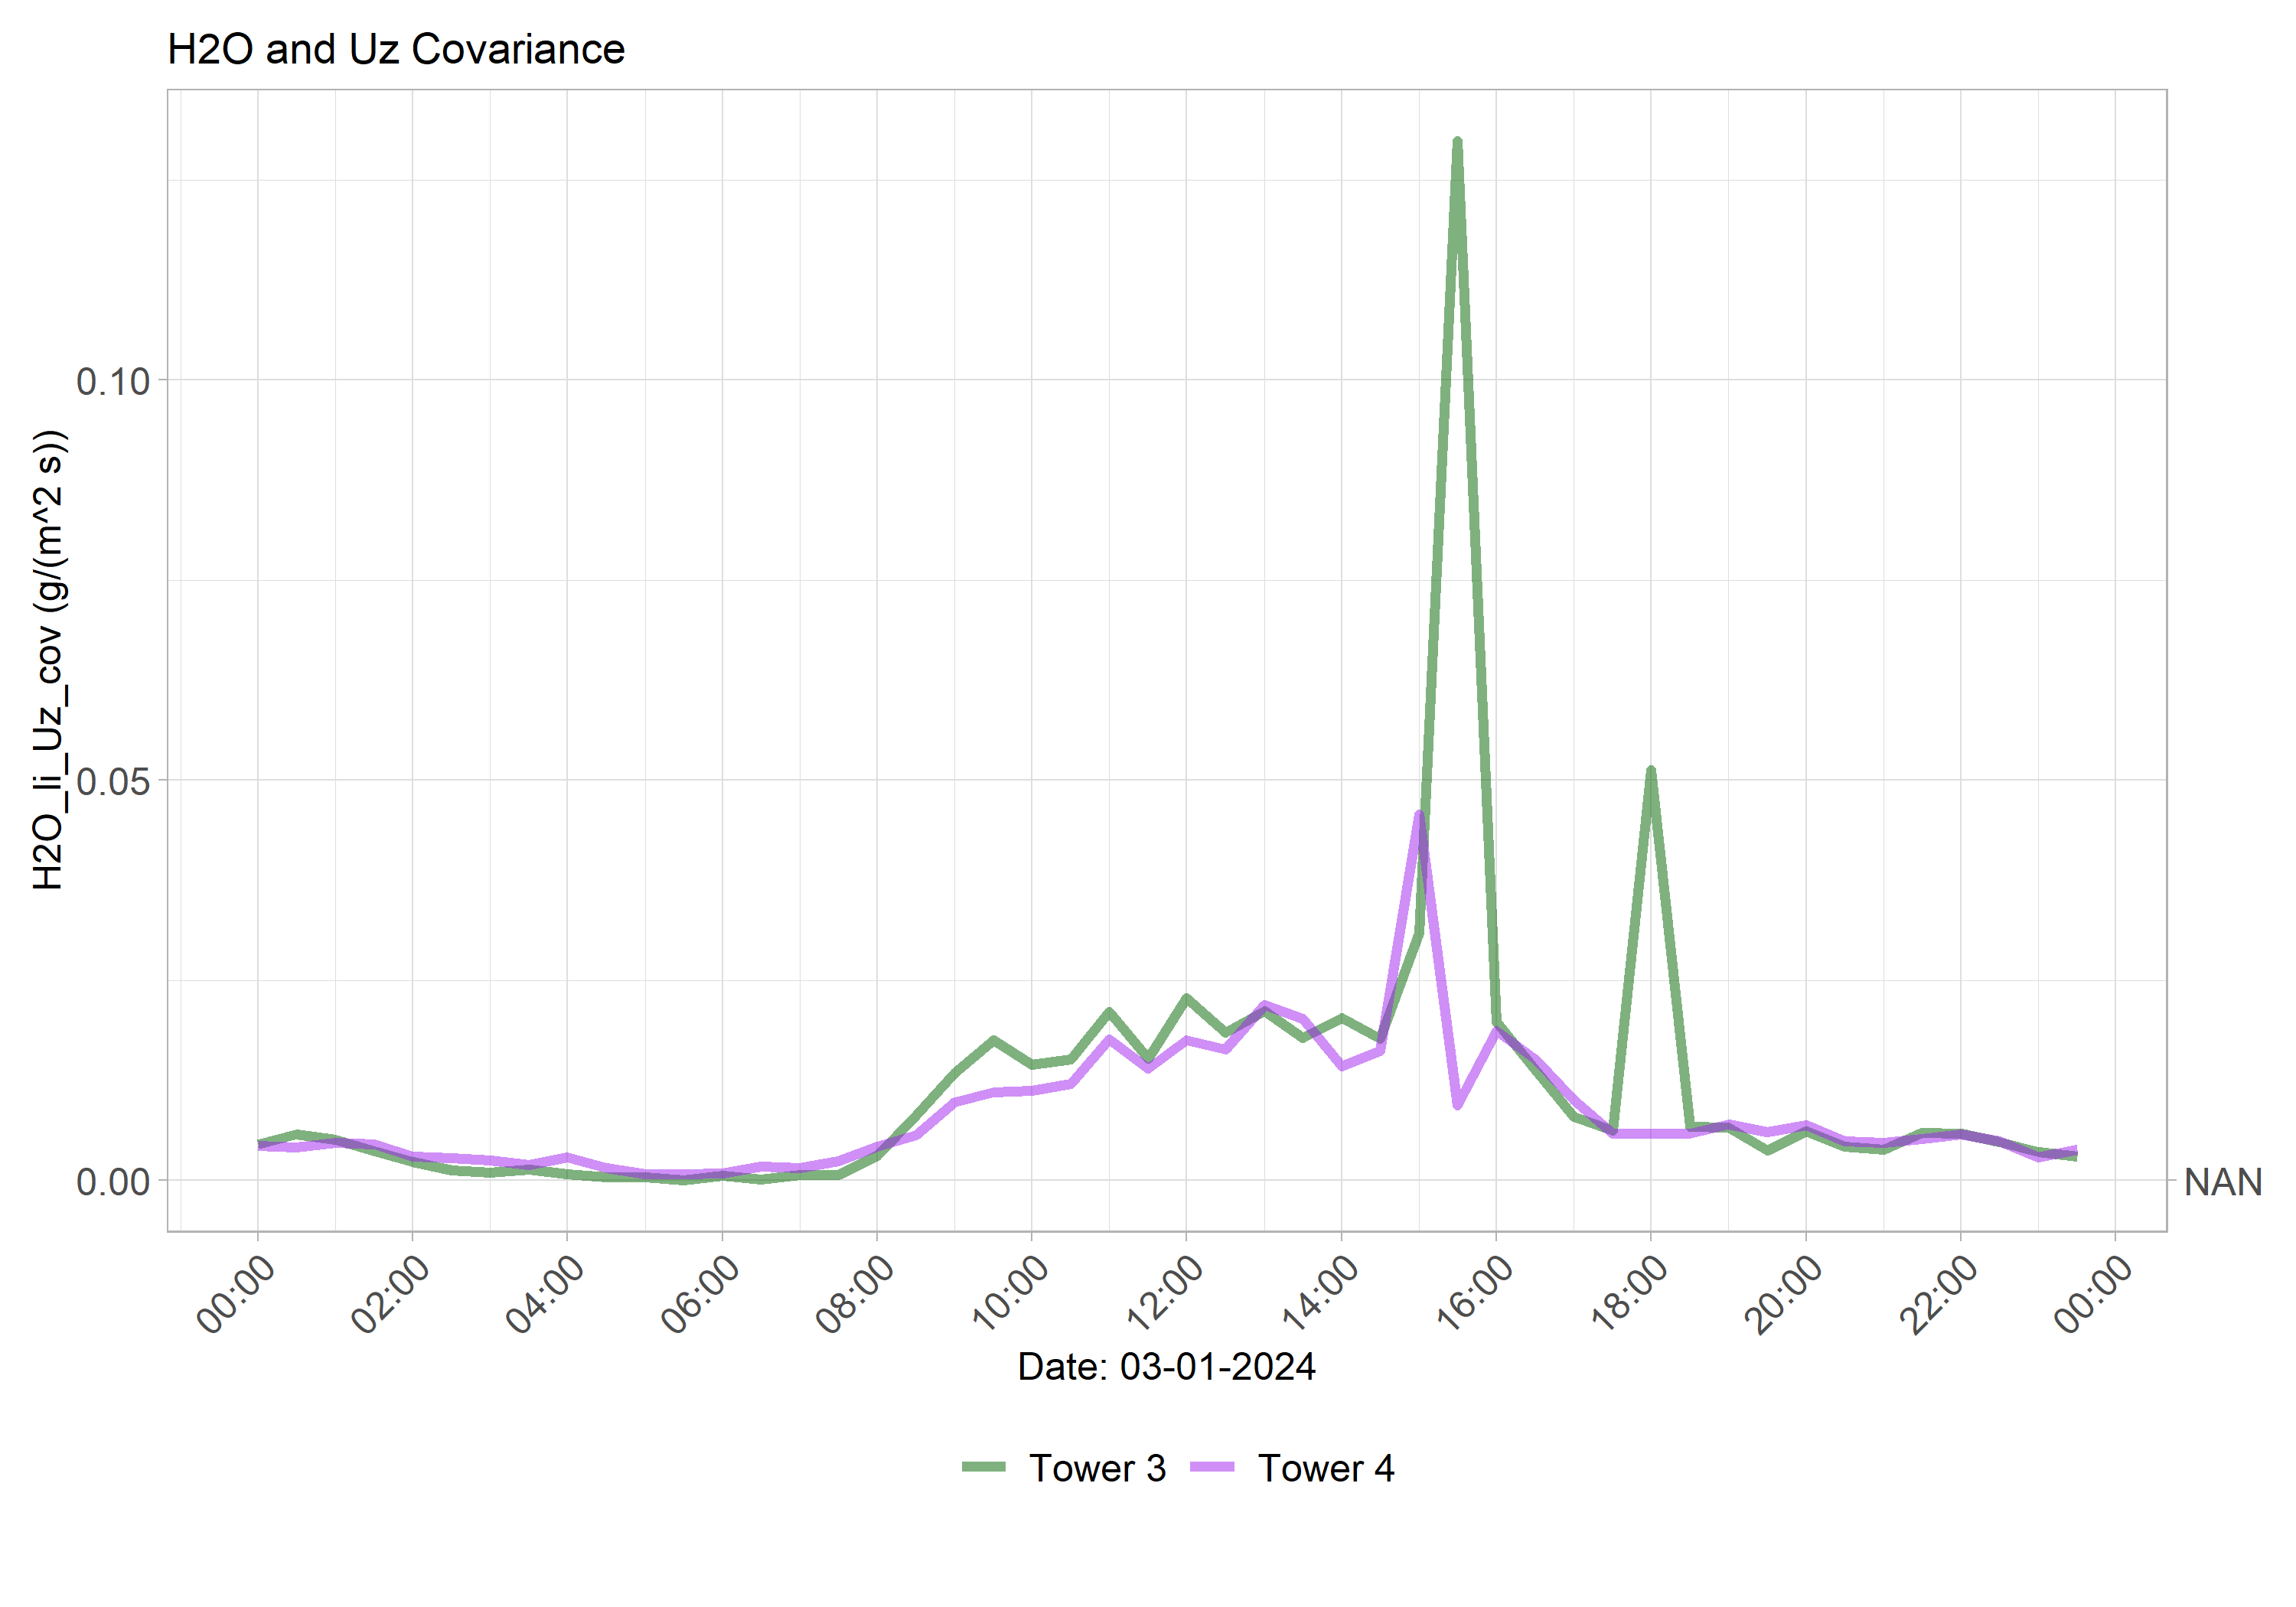 H2O and Uz Covariance
H2O_li_Uz_cov (g/(m^2 s))
0.10
0.05
0.00
NAN
00:00
02:00
04:00
06:00
08:00
10:00
12:00
14:00
16:00
18:00
20:00
22:00
00:00
Date: 03-01-2024
Tower 3
Tower 4